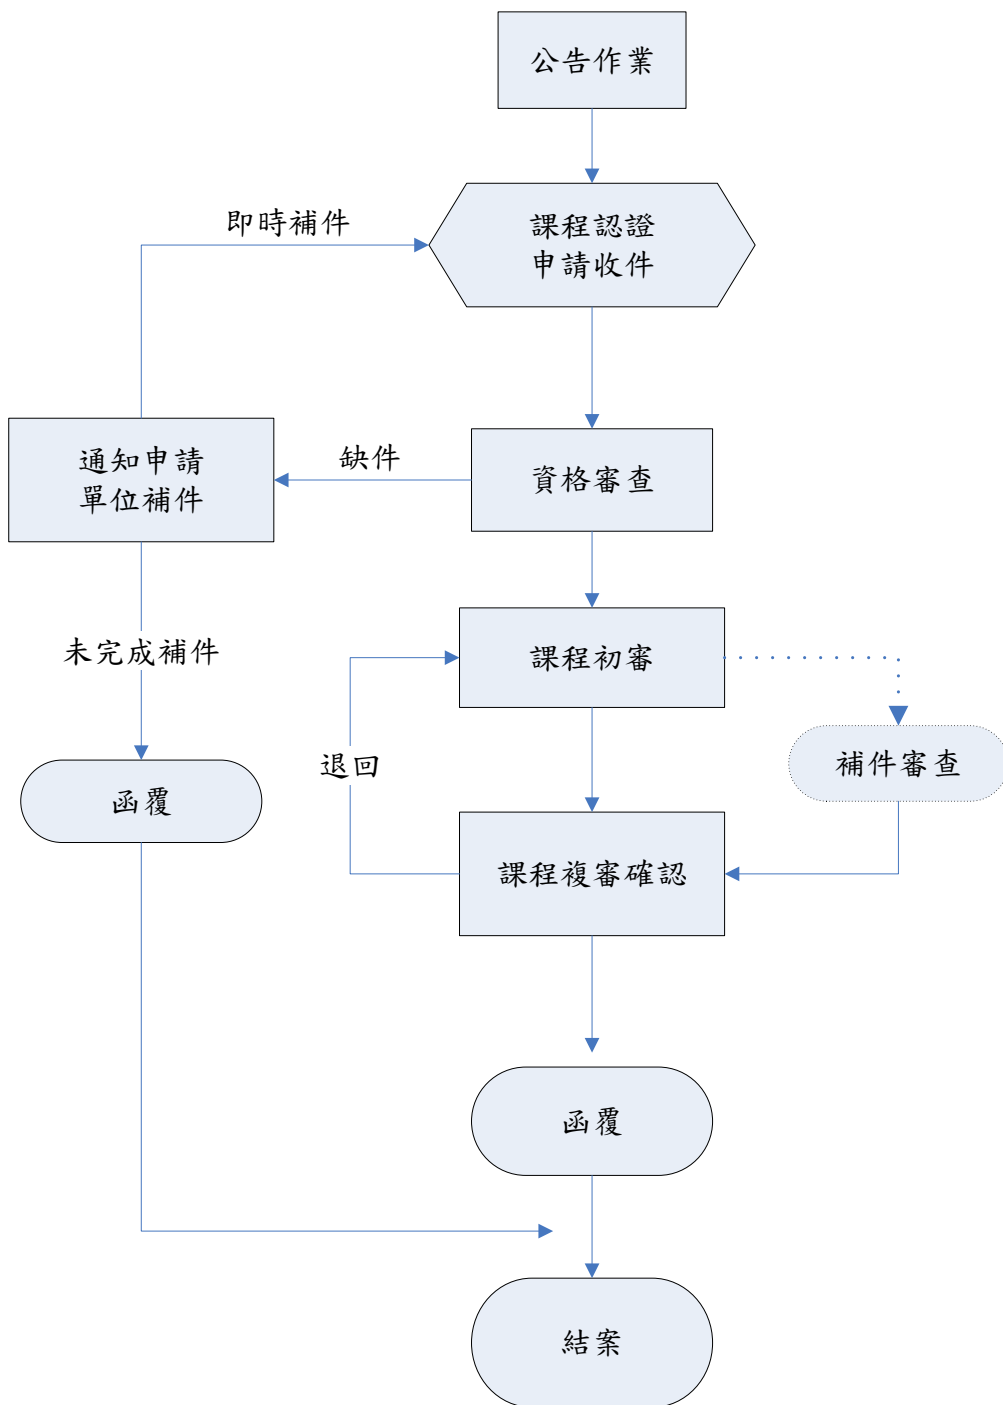 公告作業
即時補件
課程認證
申請收件
通知申請
單位補件
缺件
資格審查
未完成補件
課程初審
退回
補件審查
函覆
課程複審確認
函覆
結案